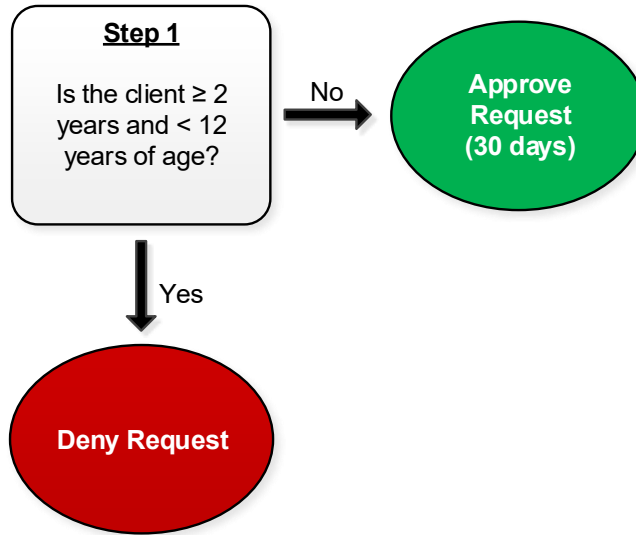 Step 1
Is the client ≥ 2
years and < 12
years of age?
No
Approve
Request
(30 days)
Yes
Deny Request